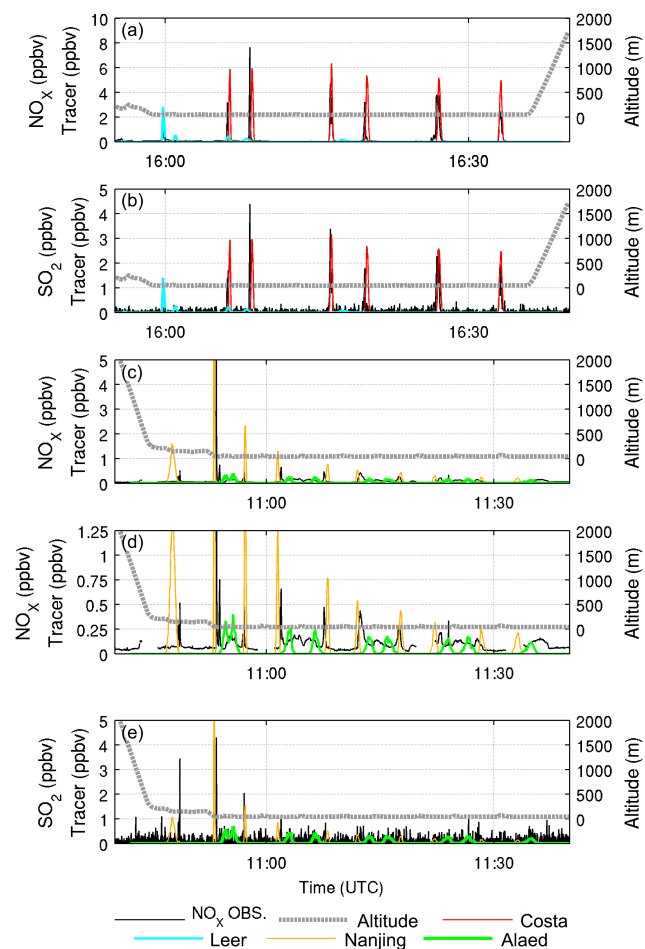 (a)
NOX (ppbv)
Tracer (ppbv)
10
8
6
4
2
0
2000
1500
1000
500
0
Altitude (m)
16:00
16:30
(b)
SO2 (ppbv)
Tracer (ppbv)
5
4
3
2
1
0
2000
1500
1000
500
0
Altitude (m)
16:00
16:30
(c)
NOX (ppbv)
Tracer (ppbv)
5
4
3
2
1
0
2000
1500
1000
500
0
Altitude (m)
11:00
11:30
(d)
NOX (ppbv)
Tracer (ppbv)
1.25
1
0.75
0.5
0.25
0
2000
1500
1000
500
0
Altitude (m)
11:00
11:30
(e)
SO2 (ppbv)
Tracer (ppbv)
5
4
3
2
1
0
2000
1500
1000
500
0
Altitude (m)
11:00
11:30
Time (UTC)
NOX OBS. Altitude Costa
Leer Nanjing Alaed